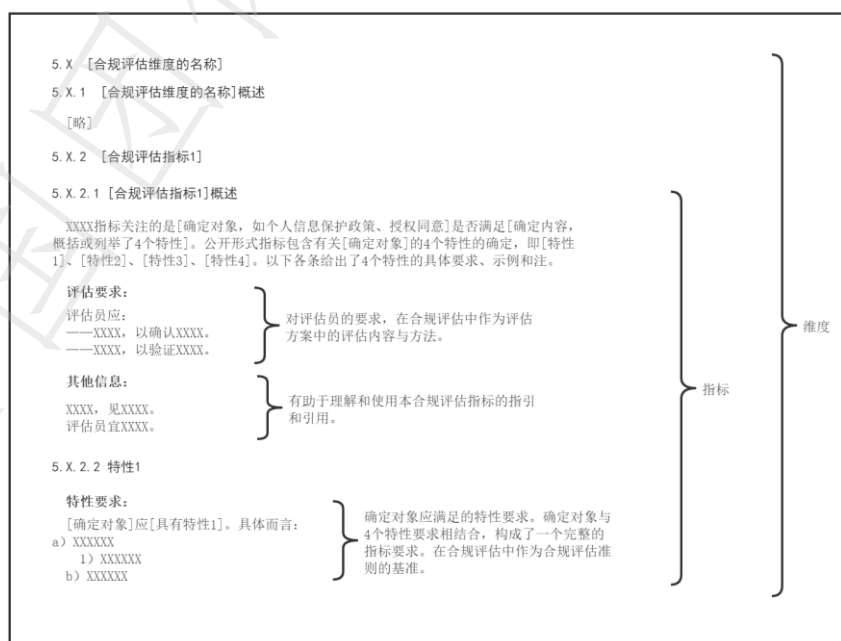 5.X [合规评估维度的名称]
5.X.1 [合规评估维度的名称]概述
[略]
5.X.2 [合规评估指标1]
5.X.2.1 [合规评估指标1]概述
XXXX指标关注的是[确定对象，如个人信息保护政策、授权同意]是否满足[确定内容，
概括或列举了4个特性]。公开形式指标包含有关[确定对象]的4个特性的确定，即[特性
1]、[特性2]、[特性3]、[特性4]。以下各条给出了4个特性的具体要求、示例和注。
评估要求：
评估员应：
——XXXX，以确认XXXX。
——XXXX，以验证XXXX。
对评估员的要求，在合规评估中作为评估
方案中的评估内容与方法。
其他信息：
XXXX，见XXXX。
评估员宜XXXX。
有助于理解和使用本合规评估指标的指引
和引用。
5.X.2.2 特性1
特性要求：
[确定对象]应[具有特性1]。具体而言：
a）XXXXXX
1）XXXXXX
b）XXXXXX
确定对象应满足的特性要求。确定对象与
4个特性要求相结合，构成了一个完整的
指标要求。在合规评估中作为合规评估准
则的基准。
指标
维度